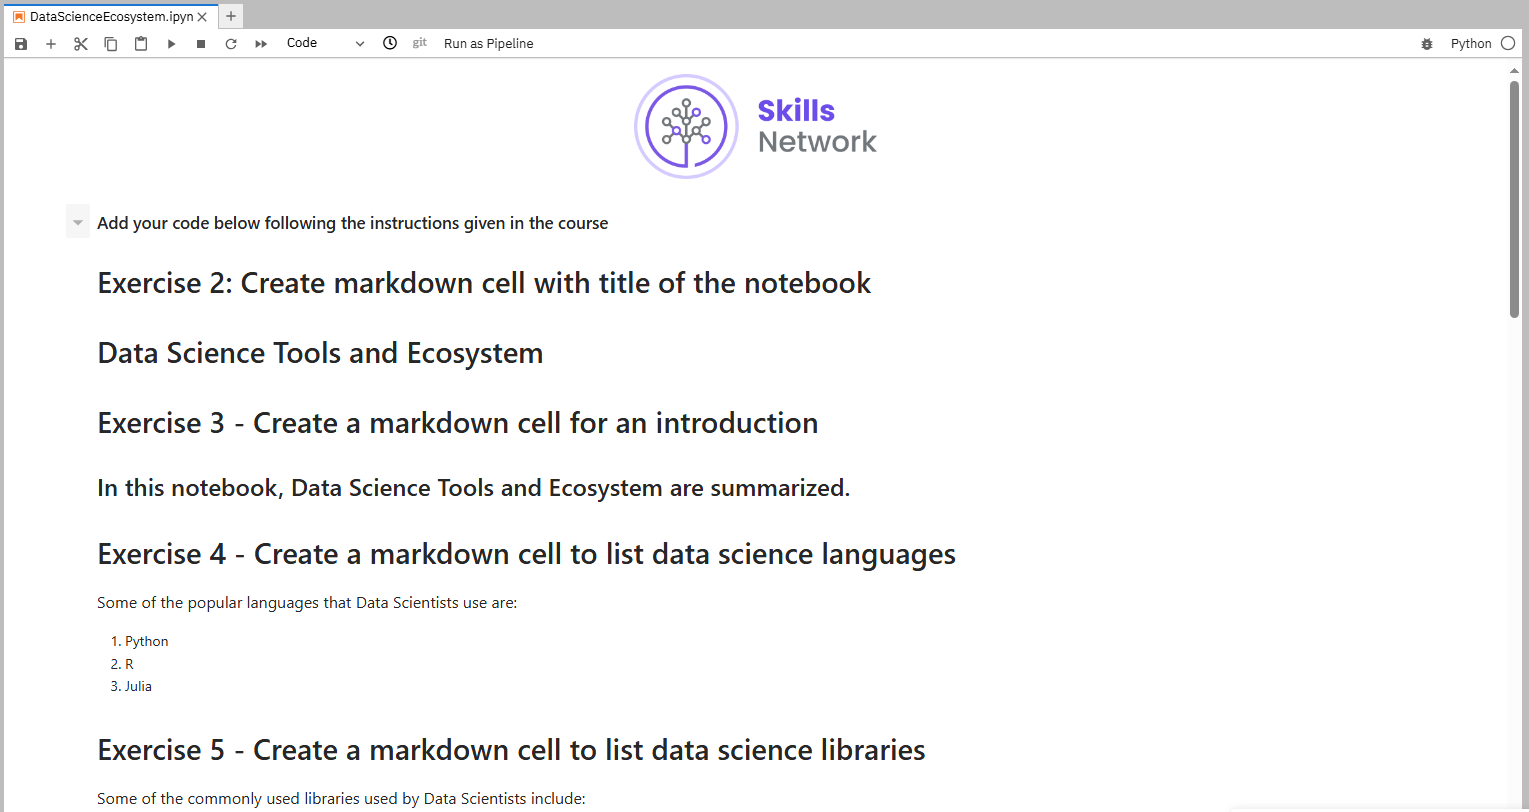 DataScienceEcosystem.ipyn
Code
git
Run as Pipeline
Python
Skills
Network
Add your code below following the instructions given in the course
Exercise 2: Create markdown cell with title of the notebook
Data Science Tools and Ecosystem
Exercise 3 - Create a markdown cell for an introduction
In this notebook, Data Science Tools and Ecosystem are summarized.
Exercise 4 - Create a markdown cell to list data science languages
Some of the popular languages that Data Scientists use are:
1. Python
2. R
3. Julia
Exercise 5 - Create a markdown cell to list data science libraries
Some of the commonly used libraries used by Data Scientists include: